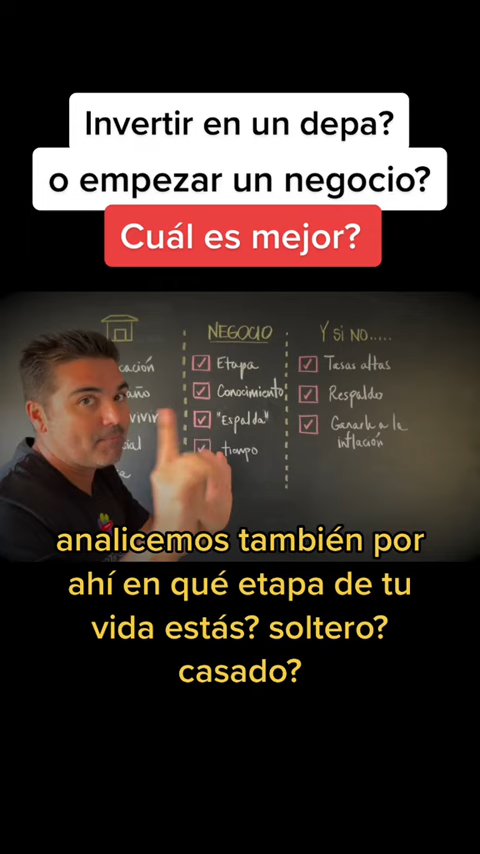 Invertir en un depa?
o empezar un negocio?
Cuál es mejor?
NEGOCIO
Etapa
Conocimiento
"Espalda"
tiempo
Y SI NO.....
Tasas altas
Respaldo
Ganarle a la
inflación
analicemos también por
ahí en qué etapa de tu
vida estás? soltero?
casado?